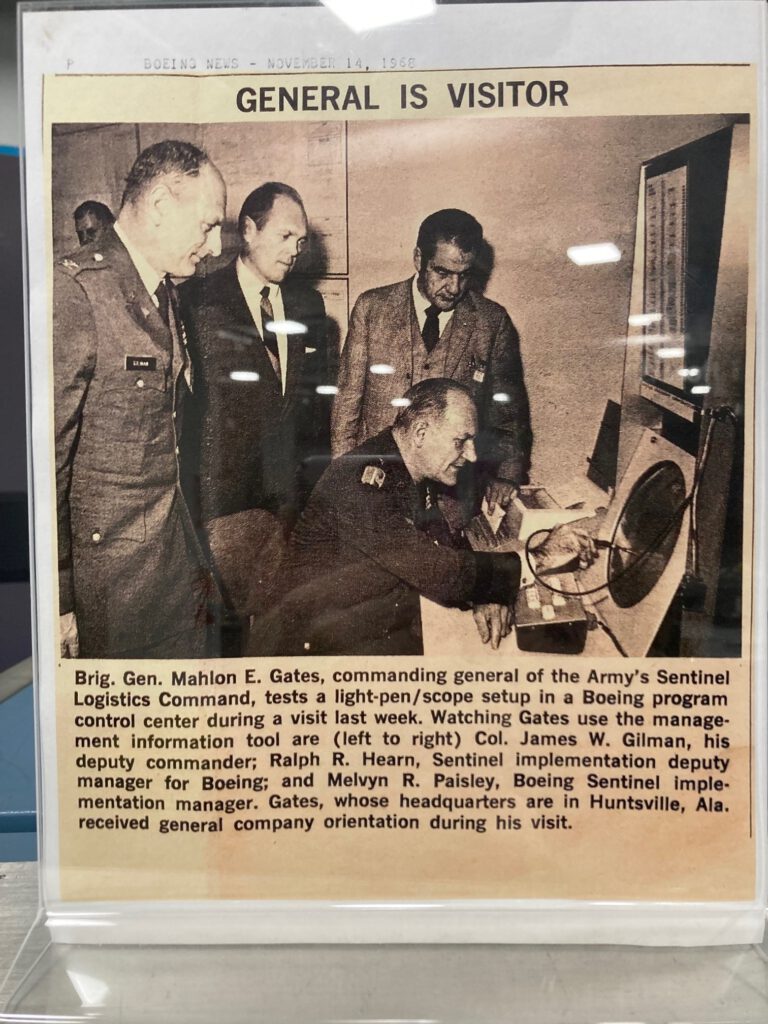 P BOEING NEWS - NOVEMBER 14, 1968
GENERAL IS VISITOR
GILMAN
Brig. Gen. Mahlon E. Gates, commanding general of the Army's Sentinel
Logistics Command, tests a light-pen/scope setup in a Boeing program
control center during a visit last week. Watching Gates use the manage-
ment information tool are (left to right) Col. James W. Gilman, his
deputy commander; Ralph R. Hearn, Sentinel implementation deputy
manager for Boeing; and Melvyn R. Paisley, Boeing Sentinel imple-
mentation manager. Gates, whose headquarters are in Huntsville, Ala.
received general company orientation during his visit.